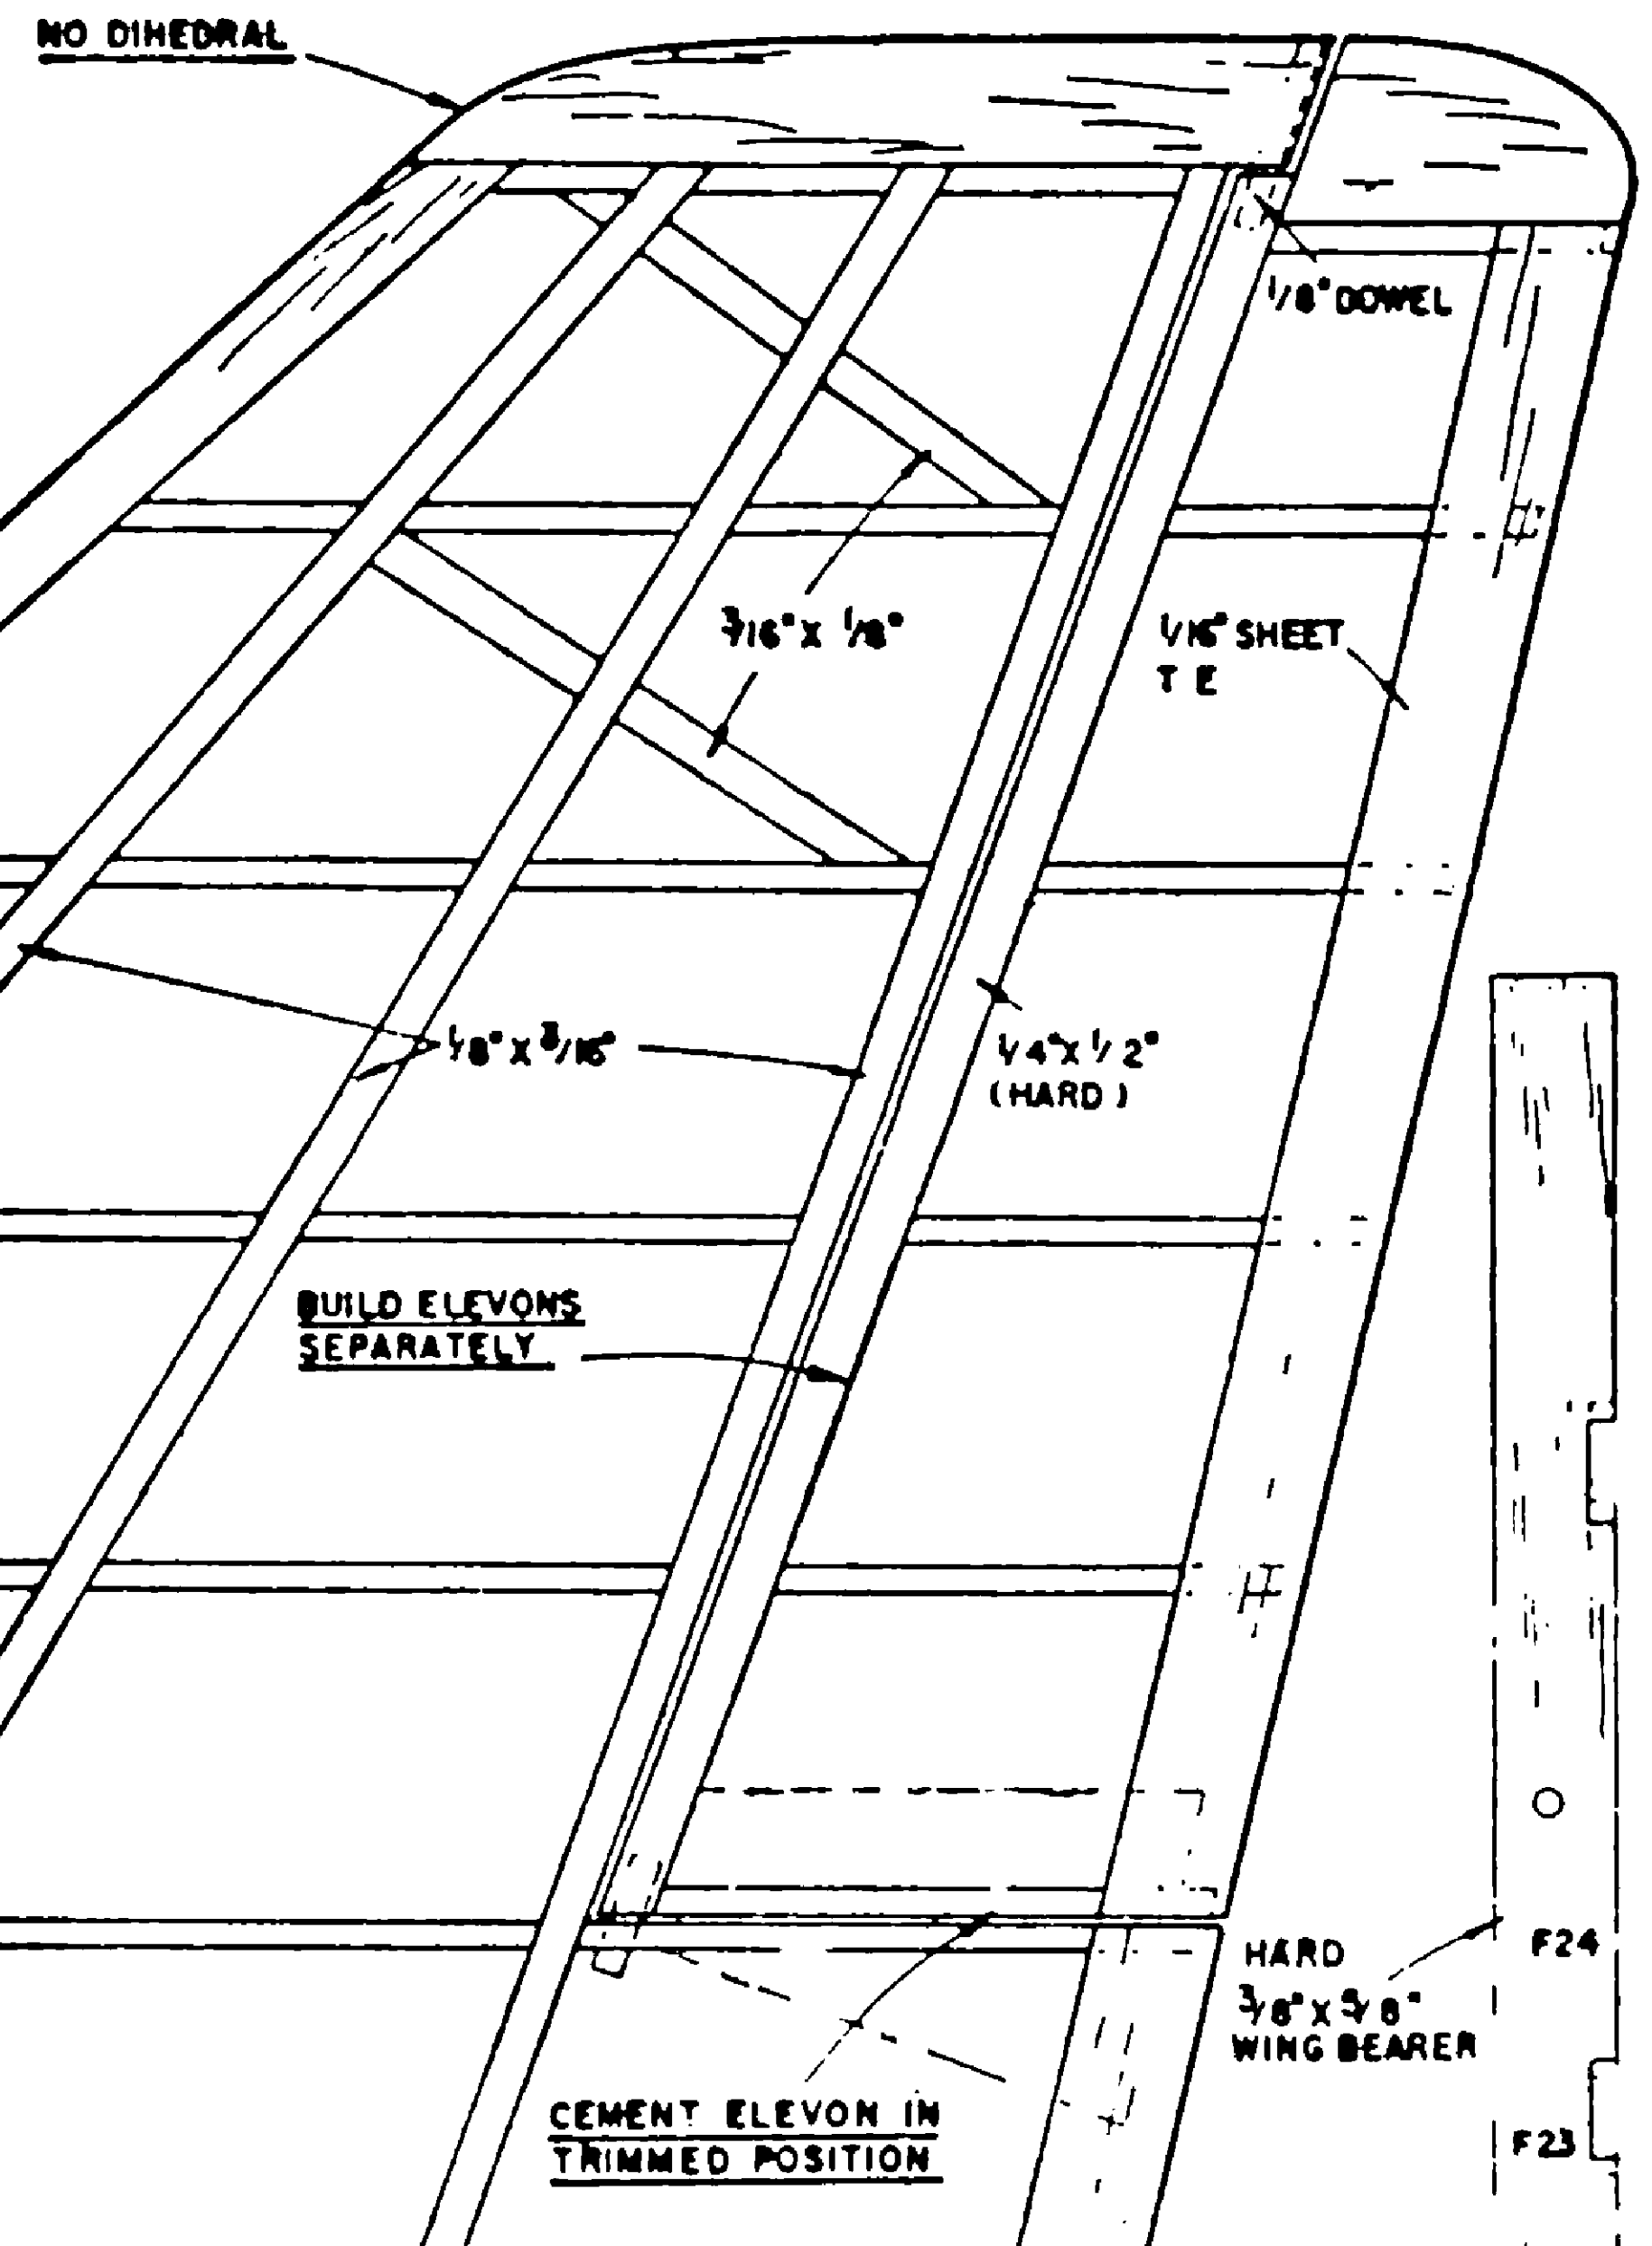 NO DIHEDRAL
1/8" DOWEL
3/16" X 1/8"
1/16" SHEET
T E
1/8" X 3/16"
1/4" X 1/2"
(HARD)
BUILD ELEVONS
SEPARATELY
HARD
3/8" X 5/8"
WING BEARER
F24
CEMENT ELEVON IN
TRIMMED POSITION
F23